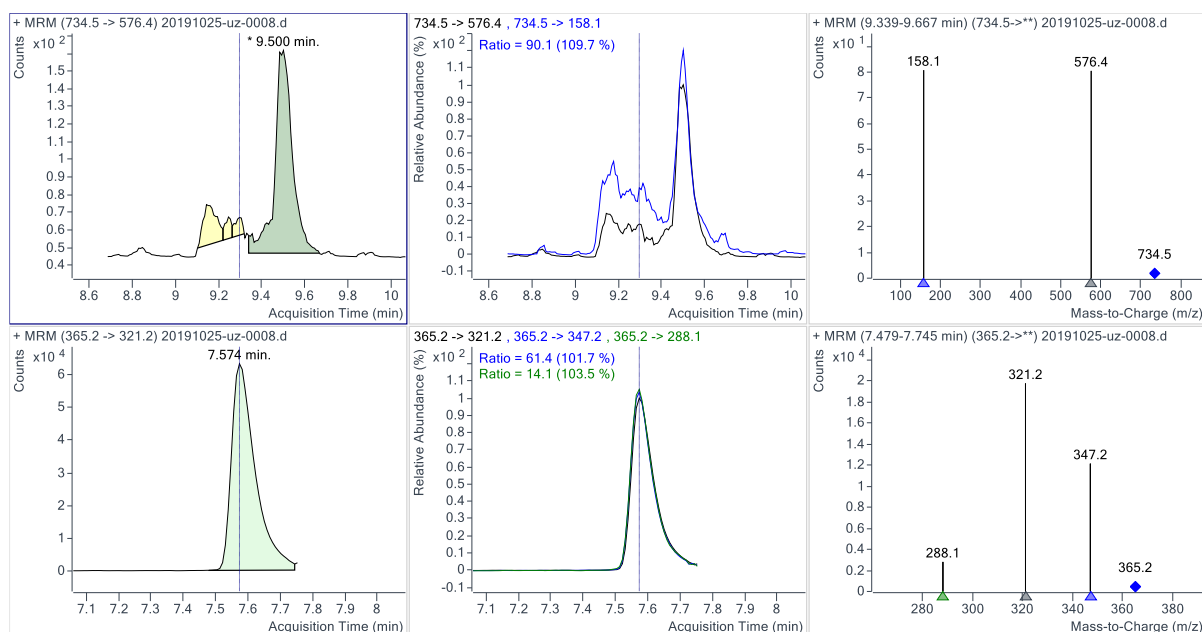 + MRM (734.5 -> 576.4) 20191025-uz-0008.d
Counts
x10 2
* 9.500 min.
1.5
1.4
1.3
1.2
1.1
1
0.9
0.8
0.7
0.6
0.5
0.4
8.6 8.8 9 9.2 9.4 9.6 9.8 10
Acquisition Time (min)
734.5 -> 576.4 , 734.5 -> 158.1
Relative Abundance (%)
x10 2
Ratio = 90.1 (109.7 %)
1.1
1
0.9
0.8
0.7
0.6
0.5
0.4
0.3
0.2
0.1
0
-0.1
8.6 8.8 9 9.2 9.4 9.6 9.8 10
Acquisition Time (min)
+ MRM (9.339-9.667 min) (734.5->**) 20191025-uz-0008.d
Counts
x10 1
158.1
576.4
734.5
8
7
6
5
4
3
2
1
0
100 200 300 400 500 600 700 800
Mass-to-Charge (m/z)
+ MRM (365.2 -> 321.2) 20191025-uz-0008.d
Counts
x10 4
7.574 min.
6
5
4
3
2
1
0
7.1 7.2 7.3 7.4 7.5 7.6 7.7 7.8 7.9 8
Acquisition Time (min)
365.2 -> 321.2 , 365.2 -> 347.2 , 365.2 -> 288.1
Relative Abundance (%)
x10 2
Ratio = 61.4 (101.7 %)
Ratio = 14.1 (103.5 %)
1.1
1
0.9
0.8
0.7
0.6
0.5
0.4
0.3
0.2
0.1
0
-0.1
7.1 7.2 7.3 7.4 7.5 7.6 7.7 7.8 7.9 8
Acquisition Time (min)
+ MRM (7.479-7.745 min) (365.2->**) 20191025-uz-0008.d
Counts
x10 4
321.2
347.2
288.1
365.2
2
1.8
1.6
1.4
1.2
1
0.8
0.6
0.4
0.2
0
280 300 320 340 360 380
Mass-to-Charge (m/z)